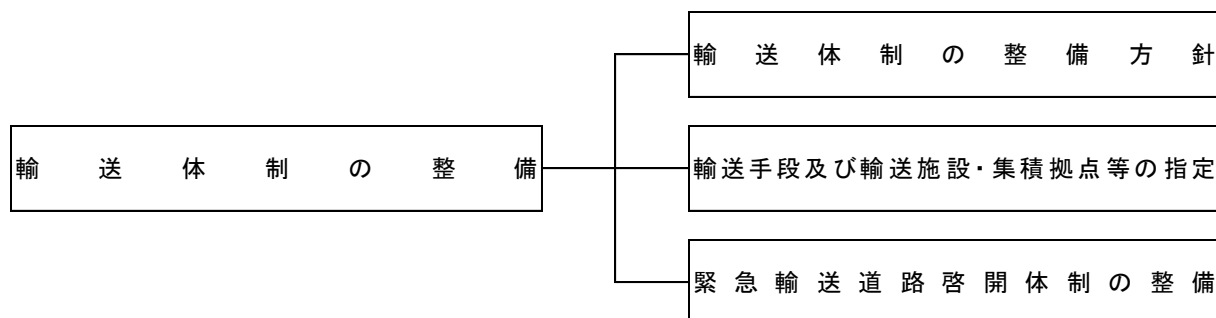 輸送体制の整備方針
輸送体制の整備
輸送手段及び輸送施設・集積拠点等の指定
緊急輸送道路啓開体制の整備